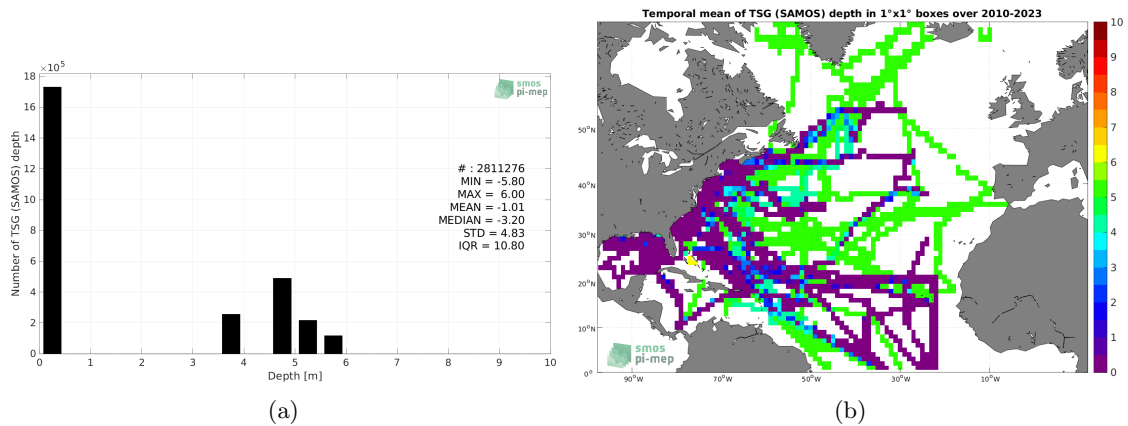 Temporal mean of TSG (SAMOS) depth in 1°x1° boxes over 2010-2023
×10⁵
18
16
14
12
10
8
6
4
2
0
Number of TSG (SAMOS) depth
smos
pi-mep
# : 2811276
MIN = -5.80
MAX = 6.00
MEAN = -1.01
MEDIAN = -3.20
STD = 4.83
IQR = 10.80
0 1 2 3 4 5 6 7 8 9 10
Depth [m]
(a)
50°N
40°N
30°N
20°N
10°N
0°
90°W 70°W 50°W 30°W 10°W
smos
pi-mep
10
9
8
7
6
5
4
3
2
1
0
(b)